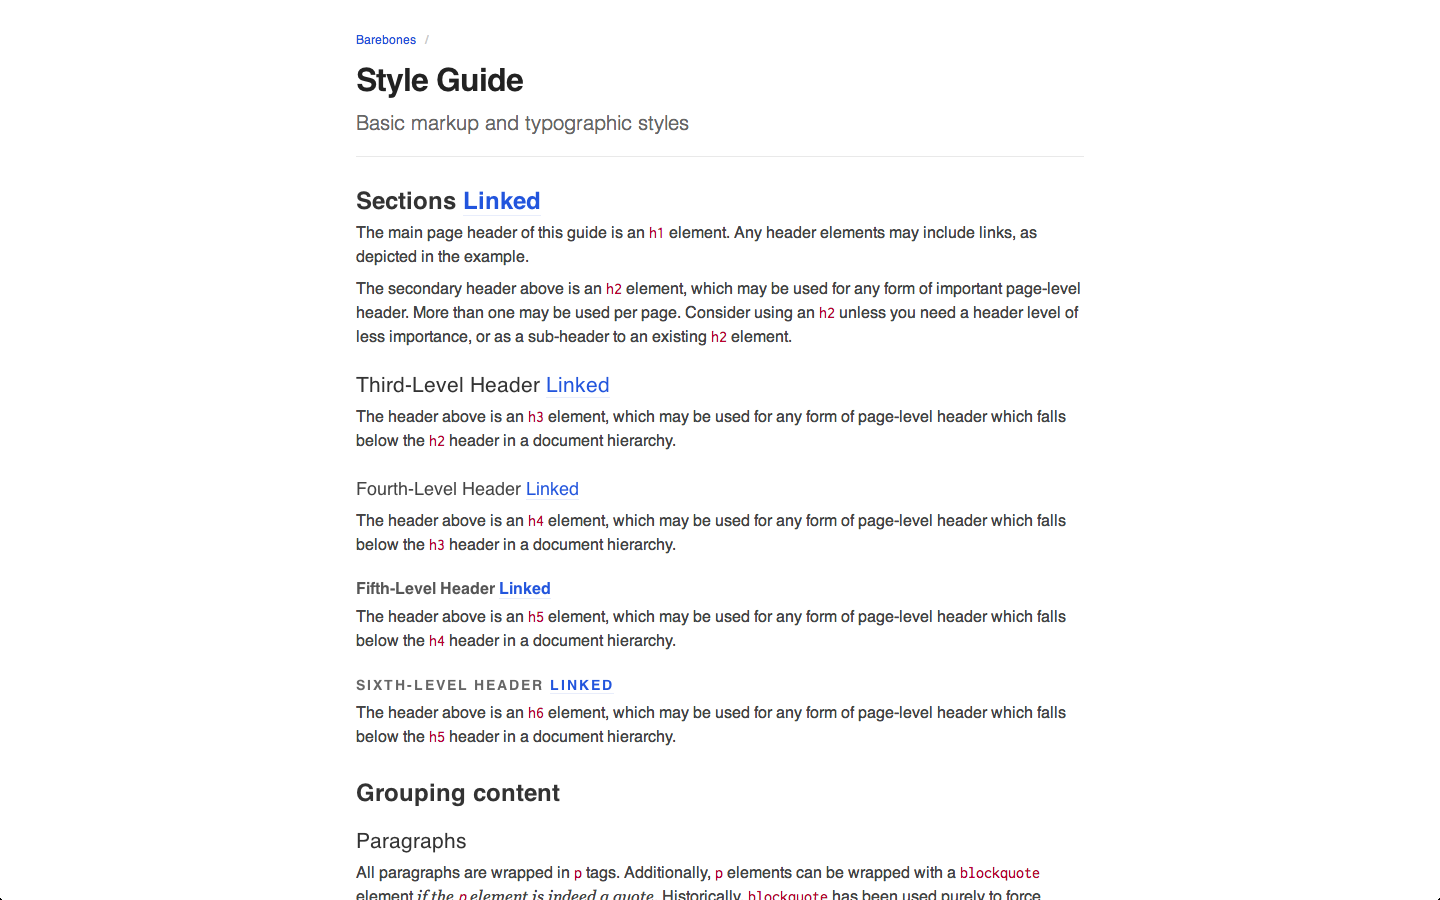 Barebones /
Style Guide
Basic markup and typographic styles
Sections Linked
The main page header of this guide is an h1 element. Any header elements may include links, as
depicted in the example.
The secondary header above is an h2 element, which may be used for any form of important page-level
header. More than one may be used per page. Consider using an h2 unless you need a header level of
less importance, or as a sub-header to an existing h2 element.
Third-Level Header Linked
The header above is an h3 element, which may be used for any form of page-level header which falls
below the h2 header in a document hierarchy.
Fourth-Level Header Linked
The header above is an h4 element, which may be used for any form of page-level header which falls
below the h3 header in a document hierarchy.
Fifth-Level Header Linked
The header above is an h5 element, which may be used for any form of page-level header which falls
below the h4 header in a document hierarchy.
SIXTH-LEVEL HEADER LINKED
The header above is an h6 element, which may be used for any form of page-level header which falls
below the h5 header in a document hierarchy.
Grouping content
Paragraphs
All paragraphs are wrapped in p tags. Additionally, p elements can be wrapped with a blockquote
element if the p element is indeed a quote. Historically, blockquote has been used purely to force